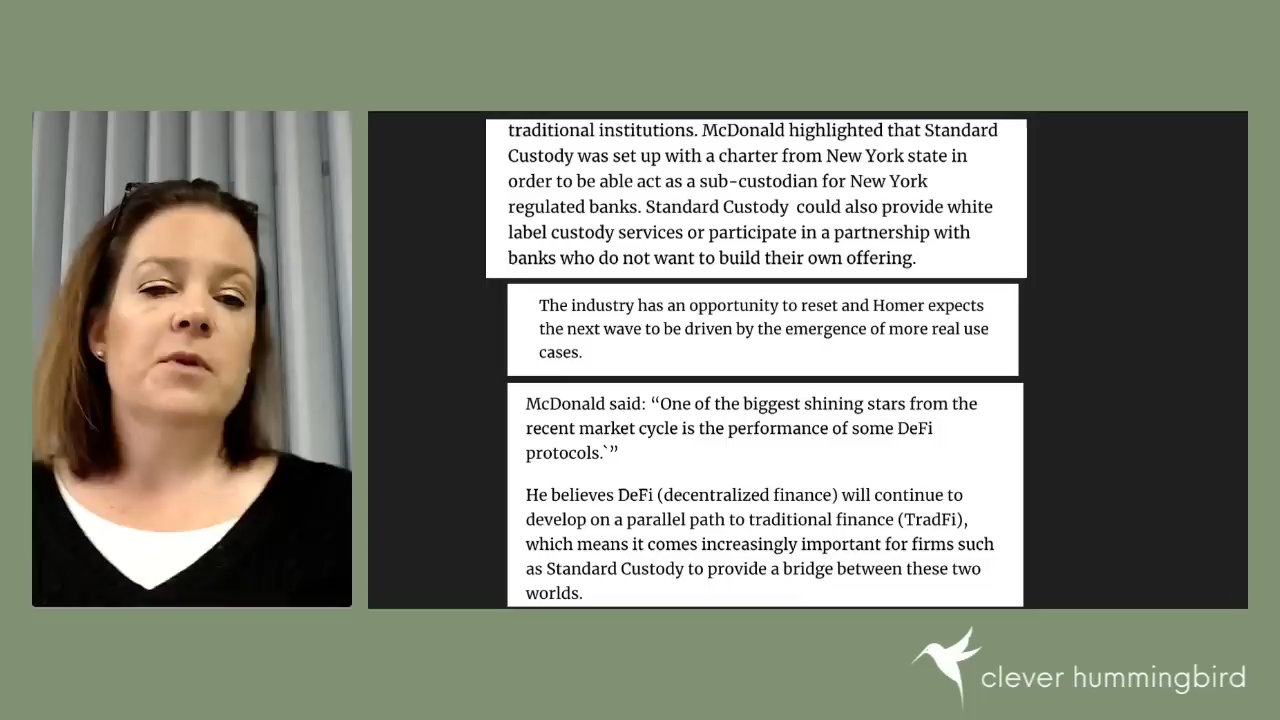 traditional institutions. McDonald highlighted that Standard
Custody was set up with a charter from New York state in
order to be able act as a sub-custodian for New York
regulated banks. Standard Custody  could also provide white
label custody services or participate in a partnership with
banks who do not want to build their own offering.
The industry has an opportunity to reset and Homer expects
the next wave to be driven by the emergence of more real use
cases.
McDonald said: “One of the biggest shining stars from the
recent market cycle is the performance of some DeFi
protocols.`”
He believes DeFi (decentralized finance) will continue to
develop on a parallel path to traditional finance (TradFi),
which means it comes increasingly important for firms such
as Standard Custody to provide a bridge between these two
worlds.
clever hummingbird